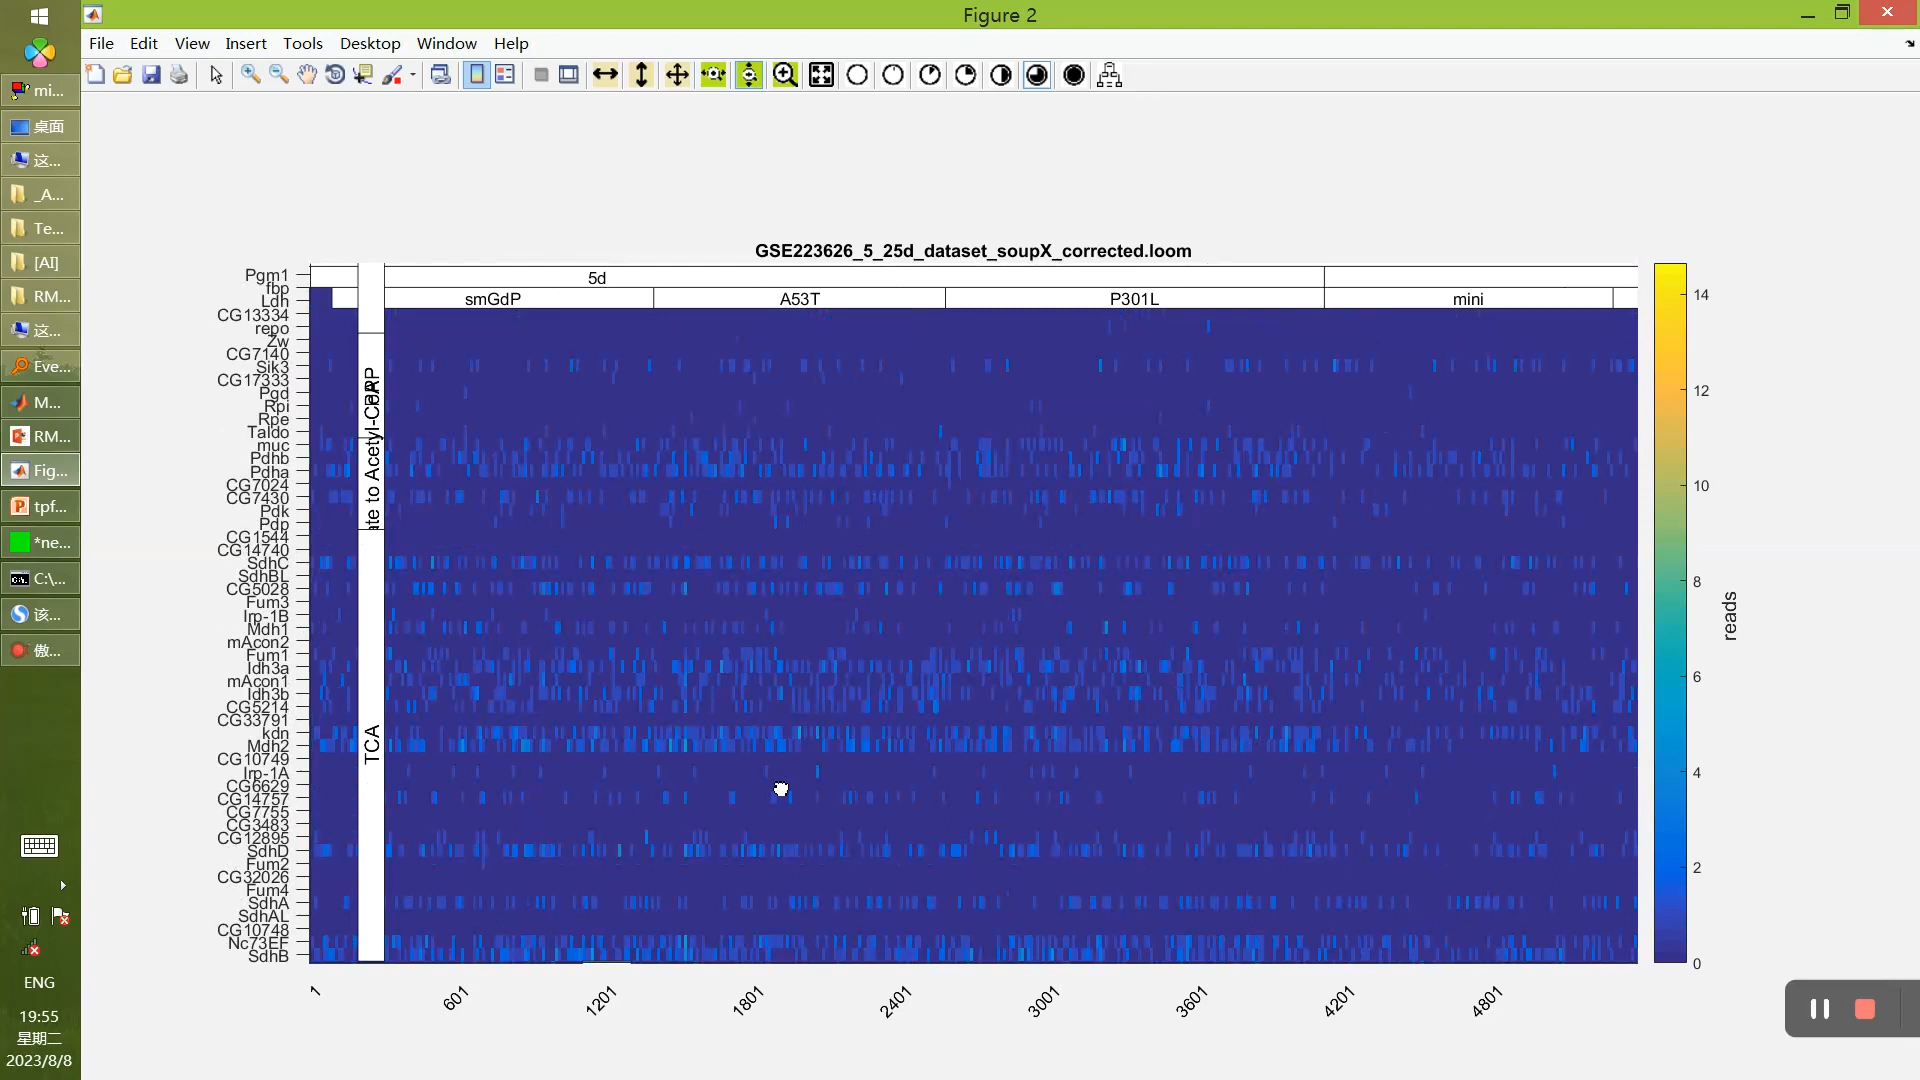 Figure 2
File Edit View Insert Tools Desktop Window Help
mi...
桌面
这...
_A...
Te...
[AI]
RM...
这...
Eve...
M...
RM...
Fig...
tpf...
*ne...
C:\...
该...
傲...
ENG
19:55
星期二
2023/8/8
GSE223626_5_25d_dataset_soupX_corrected.loom
5d
smGdP A53T P301L mini
Pgm1
fbp
Ldh
CG13334
repo
Zw
CG7140
Sik3
CG17333
Pgd
Rpi
Rpe
Taldo
muc
Pdhb
Pdha
CG7024
CG7430
Pdk
Pdp
CG1544
CG14740
SdhC
SdhBL
CG5028
Fum3
Irp-1B
Mdh1
mAcon2
Fum1
Idh3a
mAcon1
Idh3b
CG5214
CG33791
kdn
Mdh2
CG10749
Irp-1A
CG6629
CG14757
CG7755
CG3483
CG12895
SdhD
Fum2
CG32026
Fum4
SdhA
SdhAL
CG10748
Nc73EF
SdhB
to Acetyl-
TCA
1 601 1201 1801 2401 3001 3601 4201 4801
14
12
10
8
6
4
2
0
reads